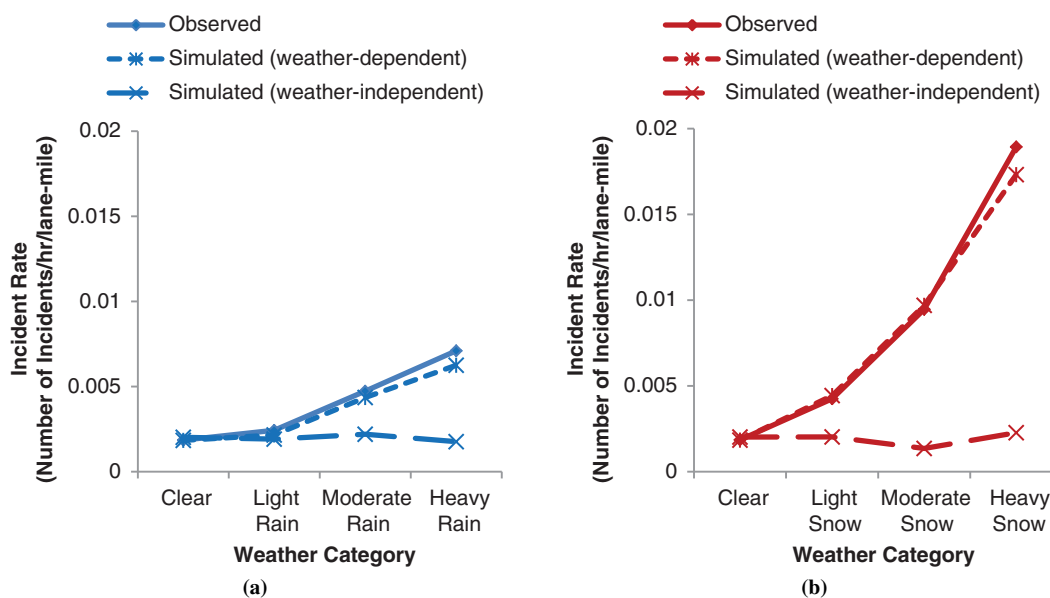 Observed
Simulated (weather-dependent)
Simulated (weather-independent)
0.02
0.015
0.01
0.005
0
Incident Rate
(Number of Incidents/hr/lane-mile)
Clear
Light
Rain
Moderate
Rain
Heavy
Rain
Weather Category
(a)
Observed
Simulated (weather-dependent)
Simulated (weather-independent)
0.02
0.015
0.01
0.005
0
Incident Rate
(Number of Incidents/hr/lane-mile)
Clear
Light
Snow
Moderate
Snow
Heavy
Snow
Weather Category
(b)